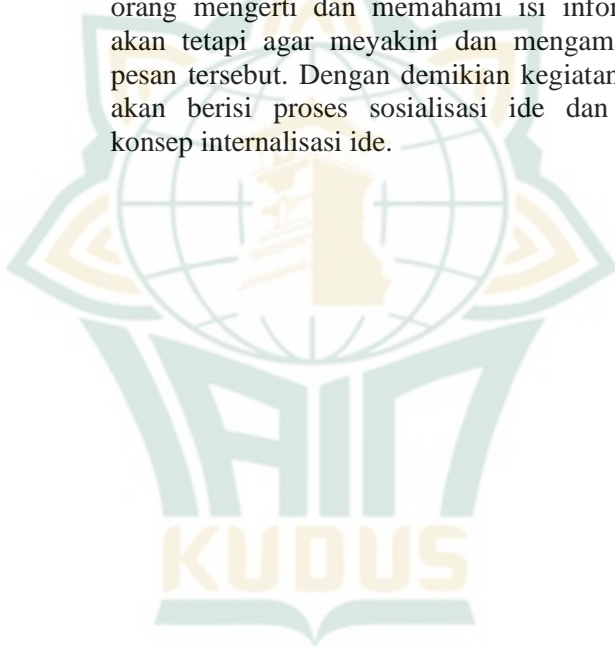 orang mengerti dan memahami isi infor
akan tetapi agar meyakini dan mengam
pesan tersebut. Dengan demikian kegiatan
akan berisi proses sosialisasi ide dan
konsep internalisasi ide.
IAIN
KUDUS